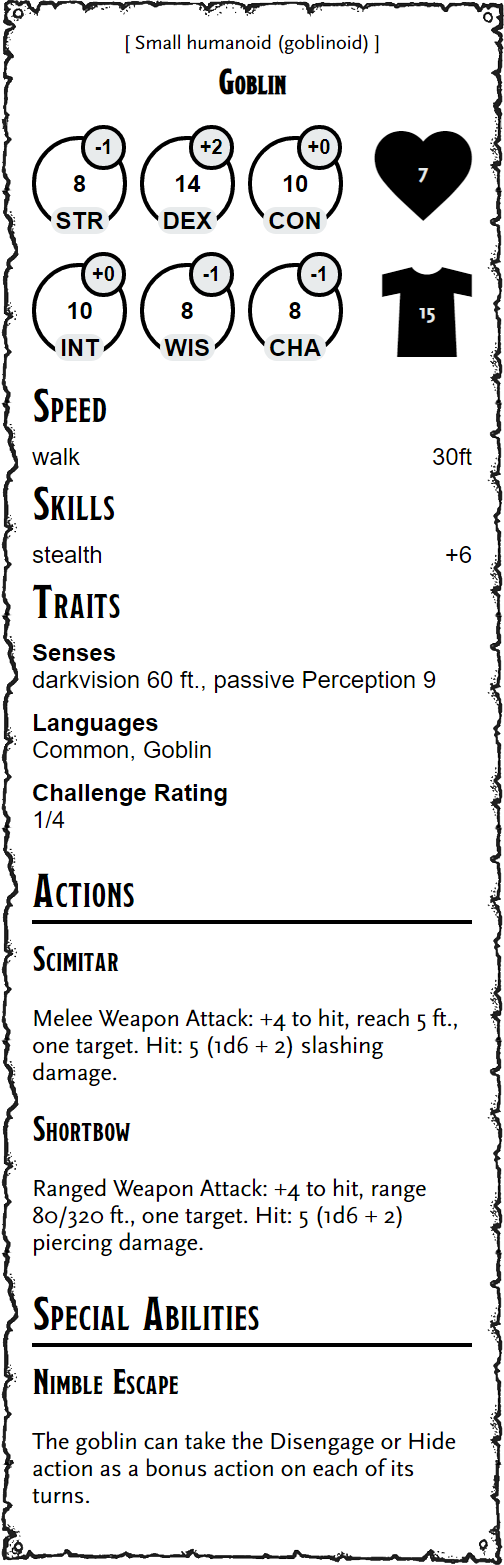 [ Small humanoid (goblinoid) ]
Goblin
-1 +2 +0
8 14 10 7
STR DEX CON
+0 -1 -1
10 8 8 15
INT WIS CHA
Speed
walk 30ft
Skills
stealth +6
Traits
Senses
darkvision 60 ft., passive Perception 9
Languages
Common, Goblin
Challenge Rating
1/4
Actions
Scimitar
Melee Weapon Attack: +4 to hit, reach 5 ft.,
one target. Hit: 5 (1d6 + 2) slashing
damage.
Shortbow
Ranged Weapon Attack: +4 to hit, range
80/320 ft., one target. Hit: 5 (1d6 + 2)
piercing damage.
Special Abilities
Nimble Escape
The goblin can take the Disengage or Hide
action as a bonus action on each of its
turns.